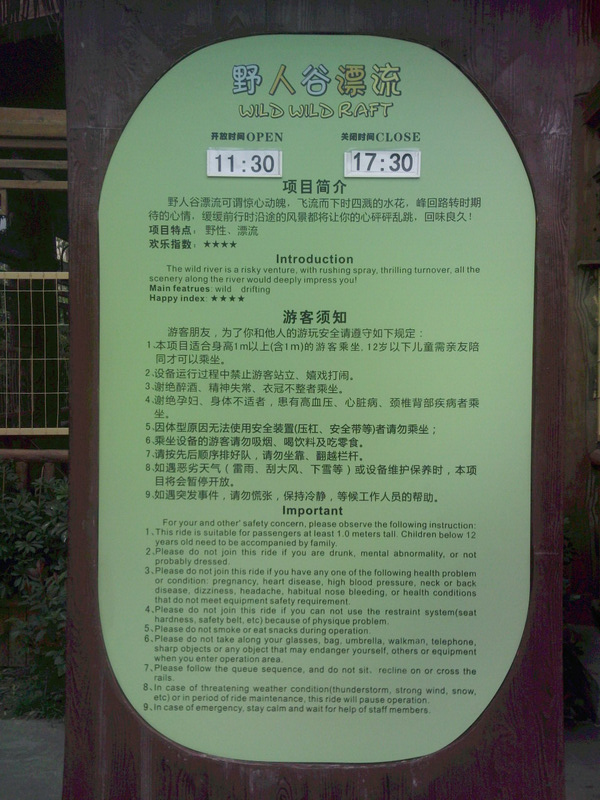 野人谷漂流
WILD WILD RAFT
开放时间OPEN 关闭时间CLOSE
11:30 17:30
项目简介
野人谷漂流可谓惊心动魄，飞流而下时四溅的水花，峰回路转时期
待的心情，缓缓前行时沿途的风景都将让你的心砰砰乱跳，回味良久！
项目特点：野性、漂流
欢乐指数：★★★★
Introduction
The wild river is a risky venture, with rushing spray, thrilling turnover, all the
scenery along the river would deeply impress you!
Main featrues: wild drifting
Happy index: ★★★★
游客须知
游客朋友，为了你和他人的游玩安全请遵守如下规定：
1、本项目适合身高1m以上(含1m)的游客乘坐，12岁以下儿童需亲友陪
同才可以乘坐。
2、设备运行过程中禁止游客站立、嬉戏打闹。
3、谢绝醉酒、精神失常、衣冠不整者乘坐。
4、谢绝孕妇、身体不适者，患有高血压、心脏病、颈椎背部疾病者乘
坐。
5、因体型原因无法使用安全装置(压杠、安全带等)者请勿乘坐；
6、乘坐设备的游客请勿吸烟、喝饮料及吃零食。
7、请按先后顺序排好队，请勿坐靠、翻越栏杆。
8、如遇恶劣天气（雷雨、刮大风、下雪等）或设备维护保养时，本项
目将会暂停开放。
9、如遇突发事件，请勿慌张，保持冷静，等候工作人员的帮助。
Important
For your and other' safety concern, please observe the following instruction:
1、This ride is suitable for passengers at least 1.0 meters tall. Children below 12
years old need to be accompanied by family.
2、Please do not join this ride if you are drunk, mental abnormality, or not
probably dressed.
3、Please do not join this ride if you have any one of the following health problem
or condition: pregnancy, heart disease, high blood pressure, neck or back
disease, dizziness, headache, habitual nose bleeding, or health conditions
that do not meet equipment safety requirement.
4、Please do not join this ride if you can not use the restraint system(seat
hardness, safety belt, etc) because of physique problem.
5、Please do not smoke or eat snacks during operation.
6、Please do not take along your glasses, bag, umbrella, walkman, telephone,
sharp objects or any object that may endanger yourself, others or equipment
when you enter operation area.
7、Please follow the queue sequence, and do not sit、recline on or cross the
rails.
8、In case of threatening weather condition(thunderstorm, strong wind, snow,
etc) or in period of ride maintenance, this ride will pause operation.
9、In case of emergency, stay calm and wait for help of staff members.